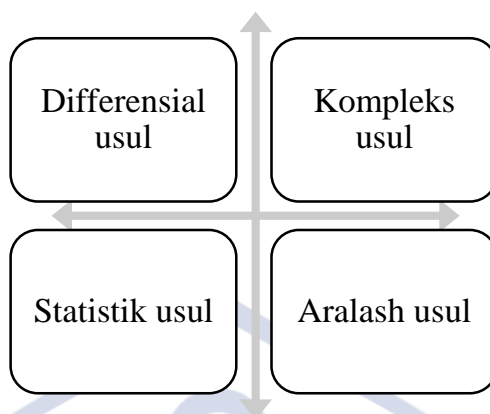 Differensial
usul
Kompleks
usul
Statistik usul
Aralash usul